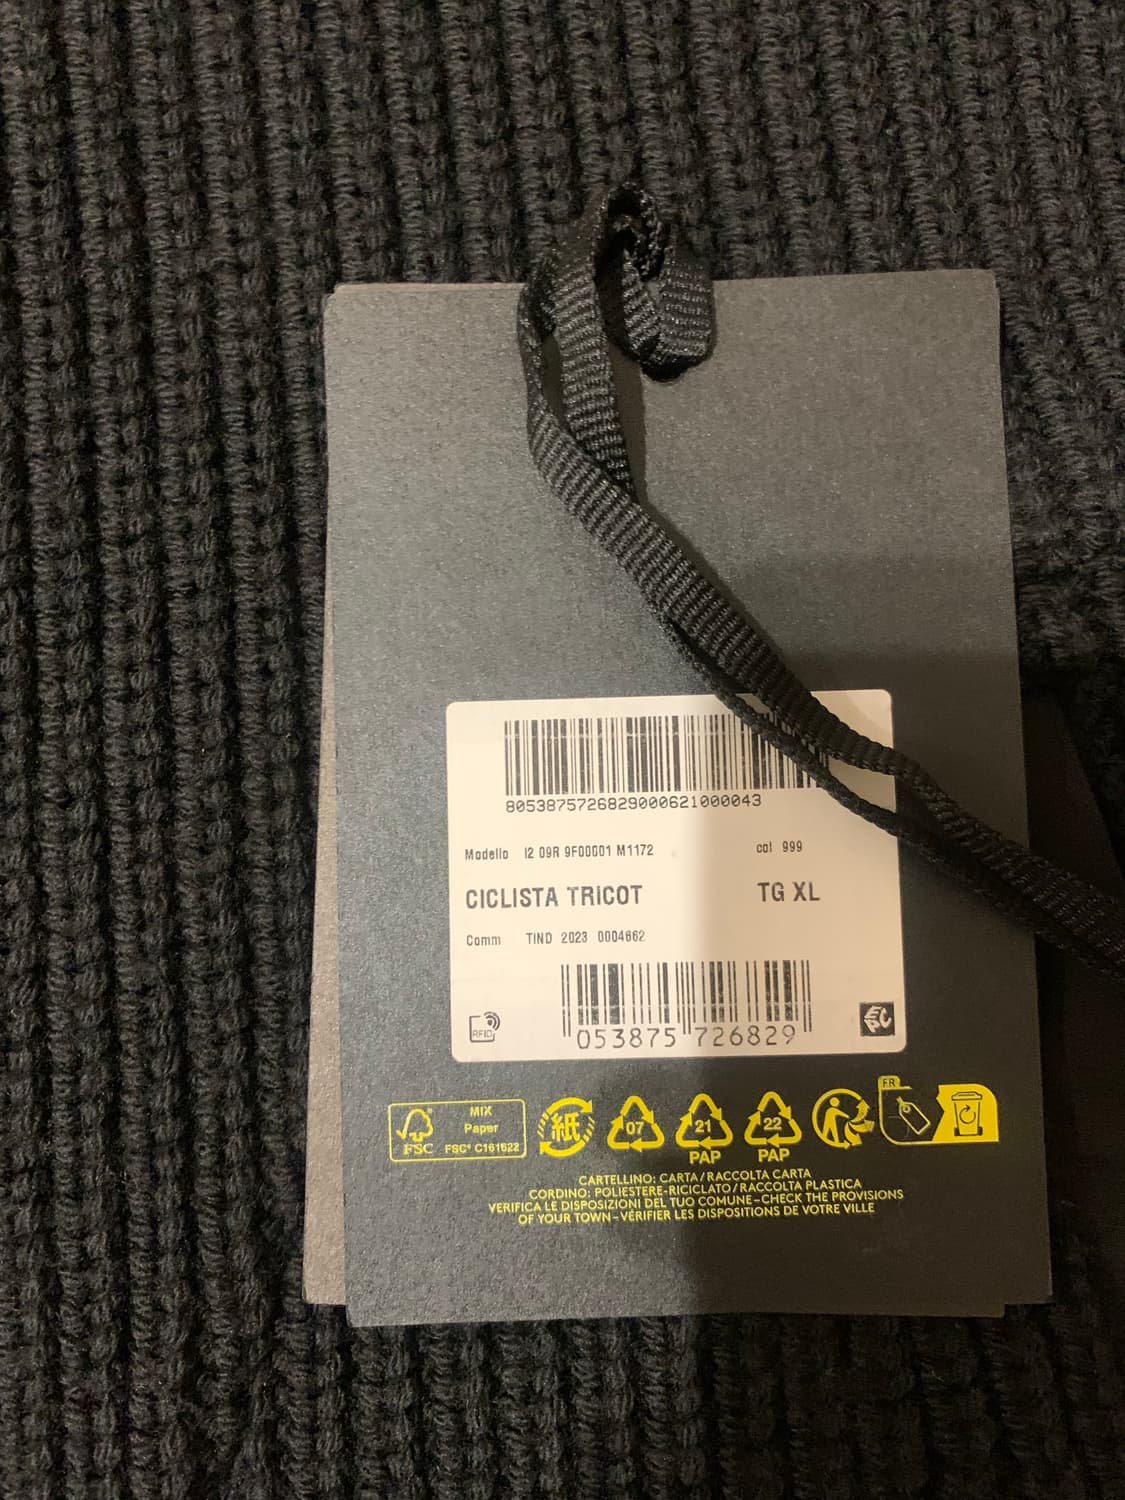 8053875726829000621000043
Modello I2 09R 9F00001 M1172 col 999
CICLISTA TRICOT TG XL
Comm TIND 2023 0004662
RFID
053875 726829
MIX
Paper
FSC FSC® C161622
紙
07
21
PAP
22
PAP
FR
CARTELLINO: CARTA/RACCOLTA CARTA
CORDINO: POLIESTERE-RICICLATO/RACCOLTA PLASTICA
VERIFICA LE DISPOSIZIONI DEL TUO COMUNE-CHECK THE PROVISIONS
OF YOUR TOWN-VÉRIFIER LES DISPOSITIONS DE VOTRE VILLE